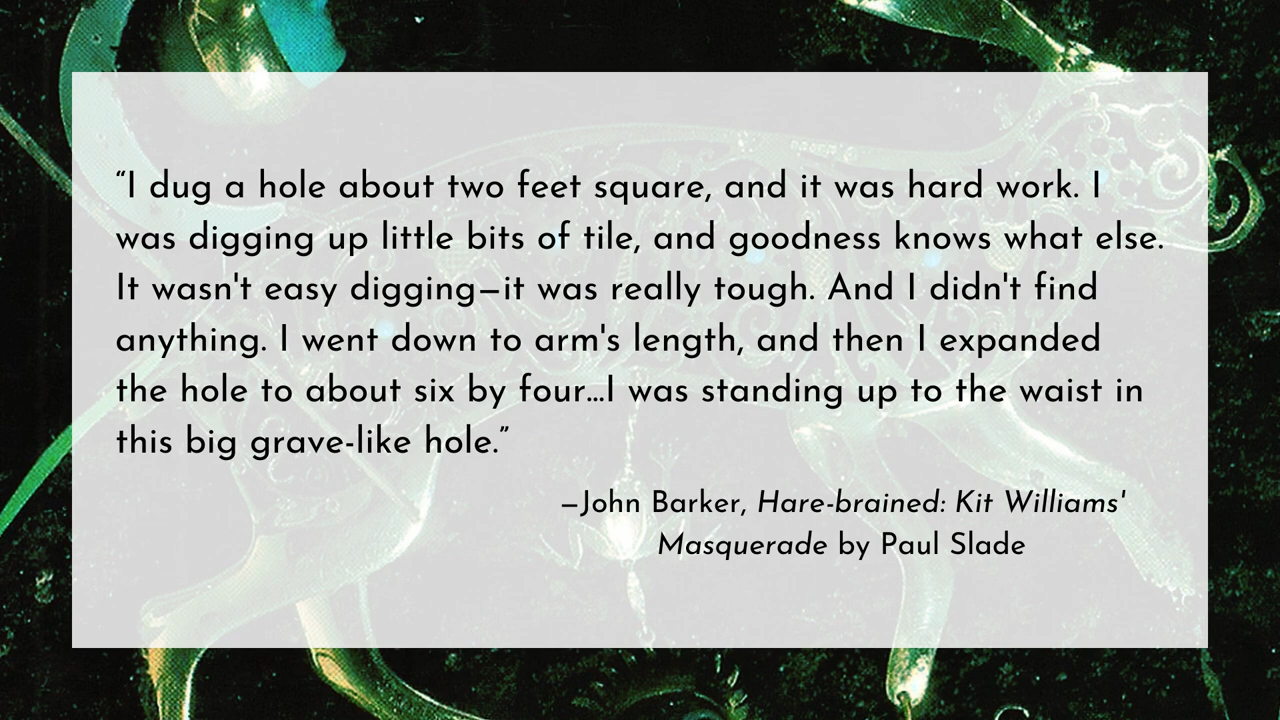 “I dug a hole about two feet square, and it was hard work. I
was digging up little bits of tile, and goodness knows what else.
It wasn't easy digging—it was really tough. And I didn't find
anything. I went down to arm's length, and then I expanded
the hole to about six by four...I was standing up to the waist in
this big grave-like hole.”
—John Barker, Hare-brained: Kit Williams'
Masquerade by Paul Slade